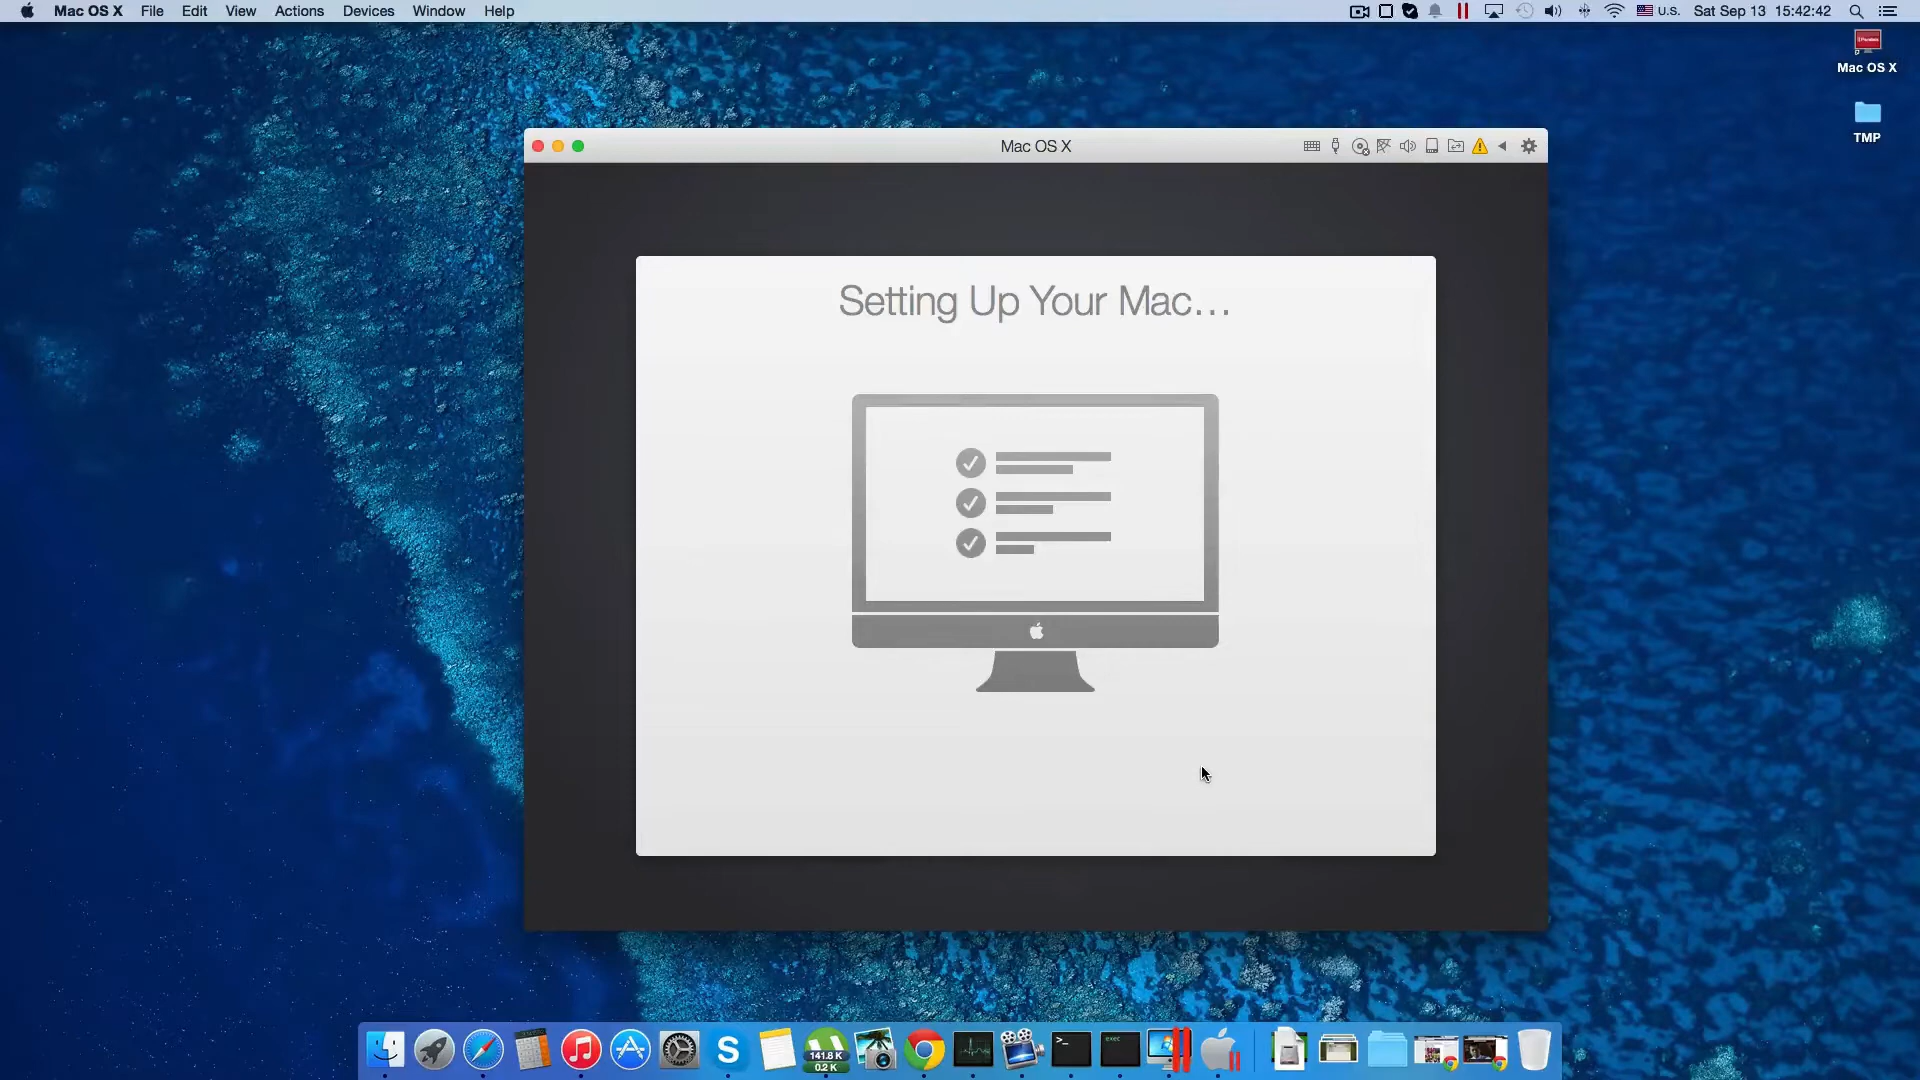 Mac OS X File Edit View Actions Devices Window Help U.S. Sat Sep 13 15:42:42
Mac OS X
TMP
Mac OS X
Setting Up Your Mac...
141.8 K
0.2 K
>_
exec